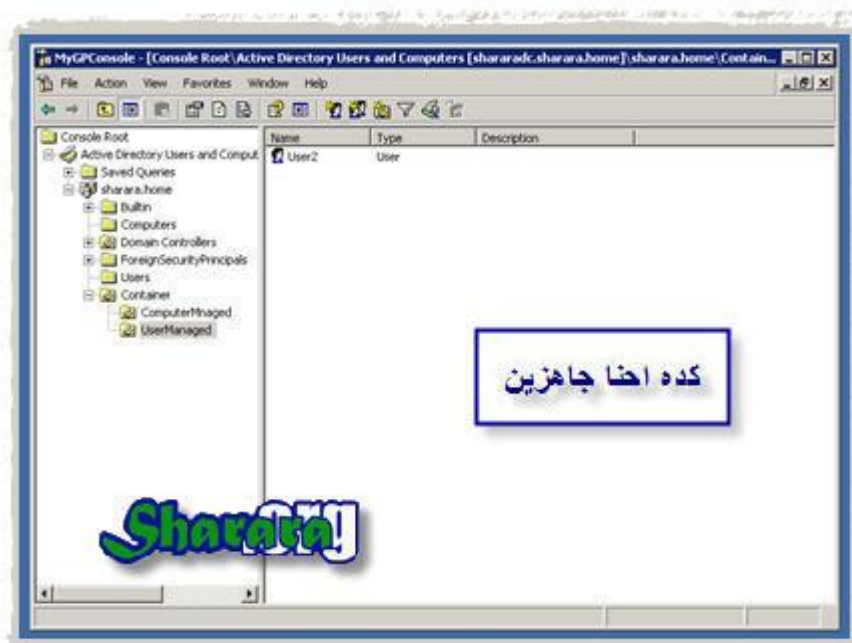 MyGPConsole - [Console Root\Active Directory Users and Computers [shararadc.sharara.home]\sharara.home\Contain...
File Action View Favorites Window Help
Console Root
Active Directory Users and Comput
Saved Queries
sharara.home
Builtin
Computers
Domain Controllers
ForeignSecurityPrincipals
Users
Container
ComputerMnaged
UserManaged
Name Type Description
User2 User
كده احنا جاهزين
Sharara.org